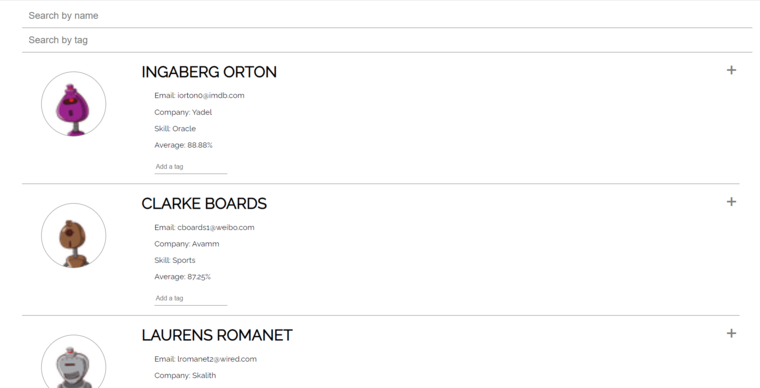 Search by name
Search by tag
INGABERG ORTON
Email: iorton0@imdb.com
Company: Yadel
Skill: Oracle
Average: 88.88%
Add a tag
CLARKE BOARDS
Email: cboards1@weibo.com
Company: Avamm
Skill: Sports
Average: 87.25%
Add a tag
LAURENS ROMANET
Email: lromanet2@wired.com
Company: Skalith